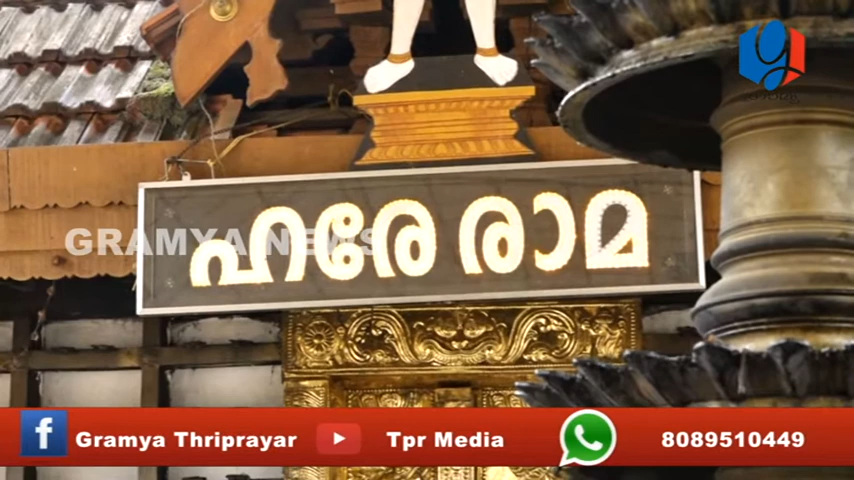 ഹരേ രാമ
GRAMYA NEWS
Gramya Thriprayar
Tpr Media
8089510449